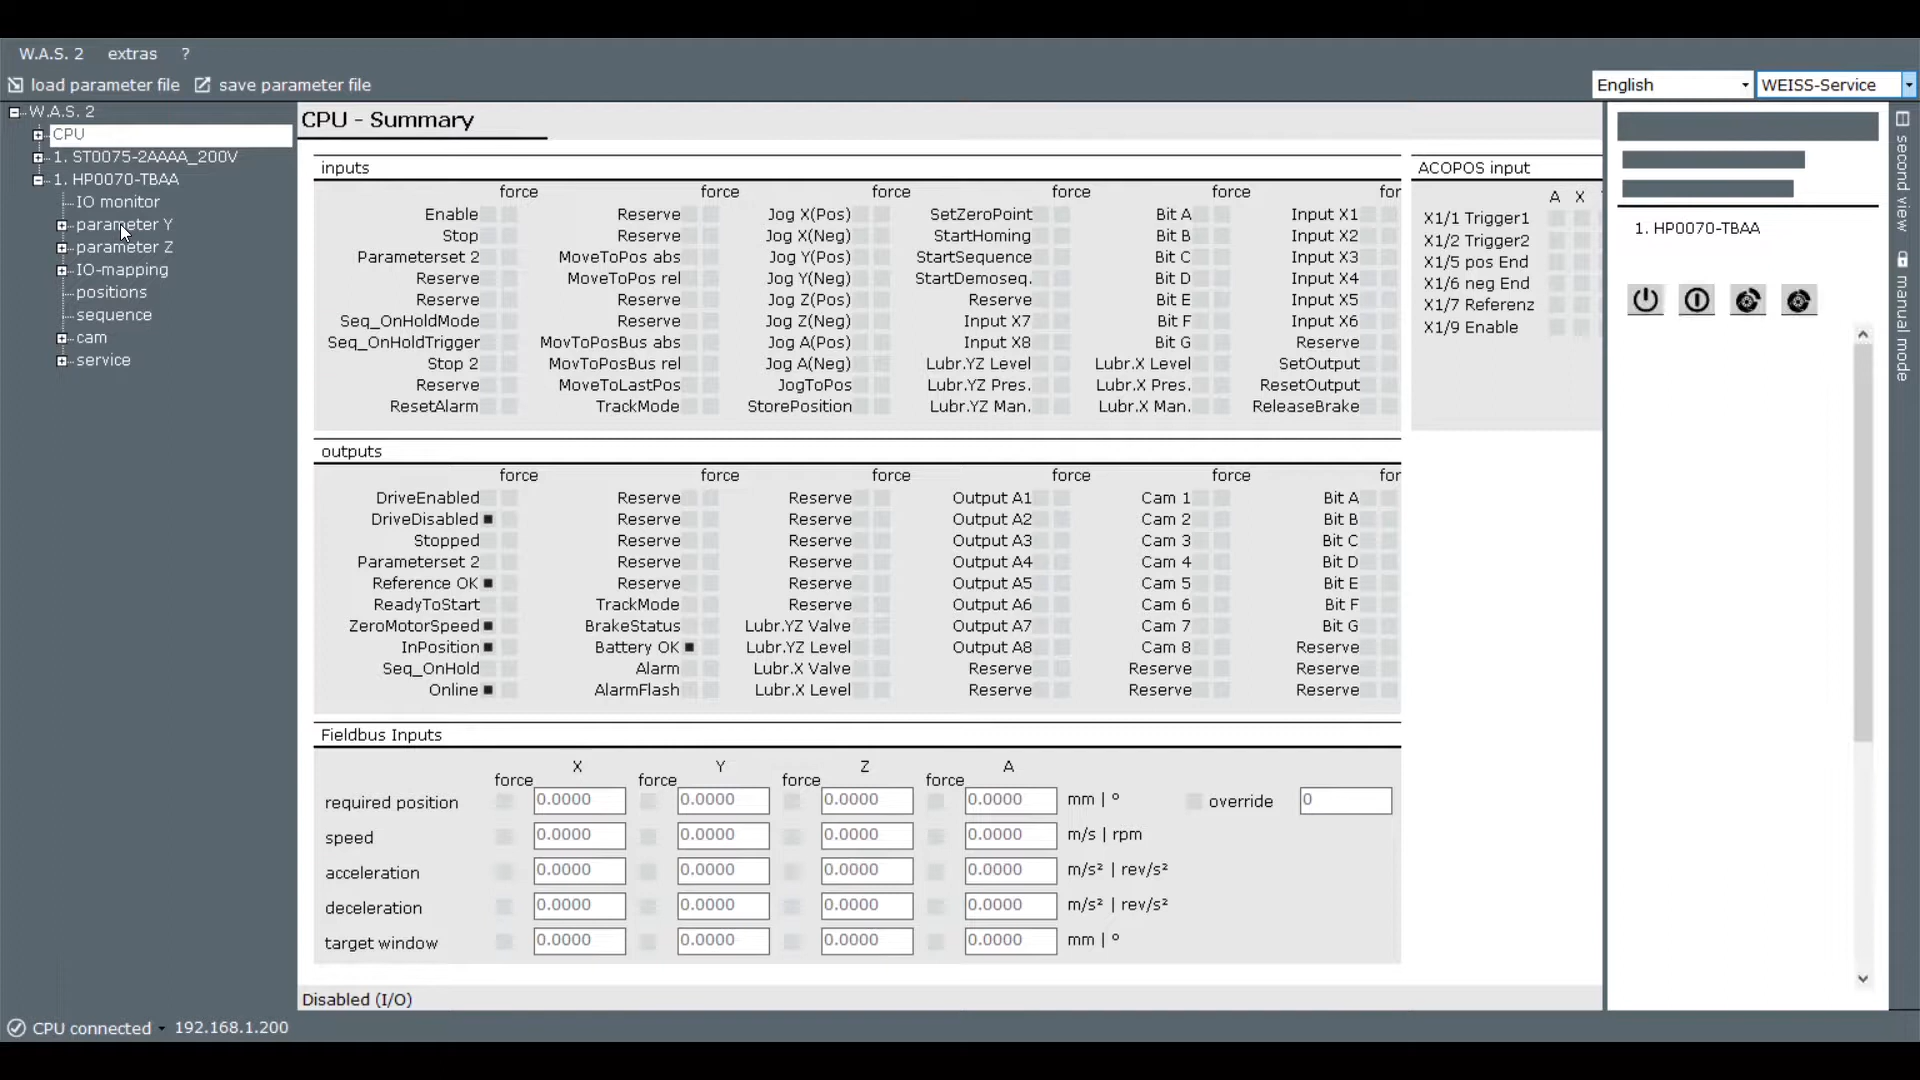 W.A.S. 2 extras ?
load parameter file save parameter file English WEISS-Service
W.A.S. 2
CPU
1. ST0075-2AAAA_200V
1. HP0070-TBAA
IO monitor
parameter Y
parameter Z
IO-mapping
positions
sequence
cam
service
CPU - Summary
inputs
force force force force force for
Enable Reserve Jog X(Pos) SetZeroPoint Bit A Input X1
Stop Reserve Jog X(Neg) StartHoming Bit B Input X2
Parameterset 2 MoveToPos abs Jog Y(Pos) StartSequence Bit C Input X3
Reserve MoveToPos rel Jog Y(Neg) StartDemoseq. Bit D Input X4
Reserve Reserve Jog Z(Pos) Reserve Bit E Input X5
Seq_OnHoldMode Reserve Jog Z(Neg) Input X7 Bit F Input X6
Seq_OnHoldTrigger MovToPosBus abs Jog A(Pos) Input X8 Bit G Reserve
Stop 2 MovToPosBus rel Jog A(Neg) Lubr.YZ Level Lubr.X Level SetOutput
Reserve MoveToLastPos JogToPos Lubr.YZ Pres. Lubr.X Pres. ResetOutput
ResetAlarm TrackMode StorePosition Lubr.YZ Man. Lubr.X Man. ReleaseBrake
ACOPOS input
A X
X1/1 Trigger1
X1/2 Trigger2
X1/5 pos End
X1/6 neg End
X1/7 Referenz
X1/9 Enable
outputs
force force force force force for
DriveEnabled Reserve Reserve Output A1 Cam 1 Bit A
DriveDisabled Reserve Reserve Output A2 Cam 2 Bit B
Stopped Reserve Reserve Output A3 Cam 3 Bit C
Parameterset 2 Reserve Reserve Output A4 Cam 4 Bit D
Reference OK Reserve Reserve Output A5 Cam 5 Bit E
ReadyToStart TrackMode Reserve Output A6 Cam 6 Bit F
ZeroMotorSpeed BrakeStatus Lubr.YZ Valve Output A7 Cam 7 Bit G
InPosition Battery OK Lubr.YZ Level Output A8 Cam 8 Reserve
Seq_OnHold Alarm Lubr.X Valve Reserve Reserve Reserve
Online AlarmFlash Lubr.X Level Reserve Reserve Reserve
Fieldbus Inputs
X Y Z A
force force force force
required position 0.0000 0.0000 0.0000 0.0000 mm | ° override 0
speed 0.0000 0.0000 0.0000 0.0000 m/s | rpm
acceleration 0.0000 0.0000 0.0000 0.0000 m/s² | rev/s²
deceleration 0.0000 0.0000 0.0000 0.0000 m/s² | rev/s²
target window 0.0000 0.0000 0.0000 0.0000 mm | °
Disabled (I/O)
1. HP0070-TBAA
second view
manual mode
CPU connected - 192.168.1.200